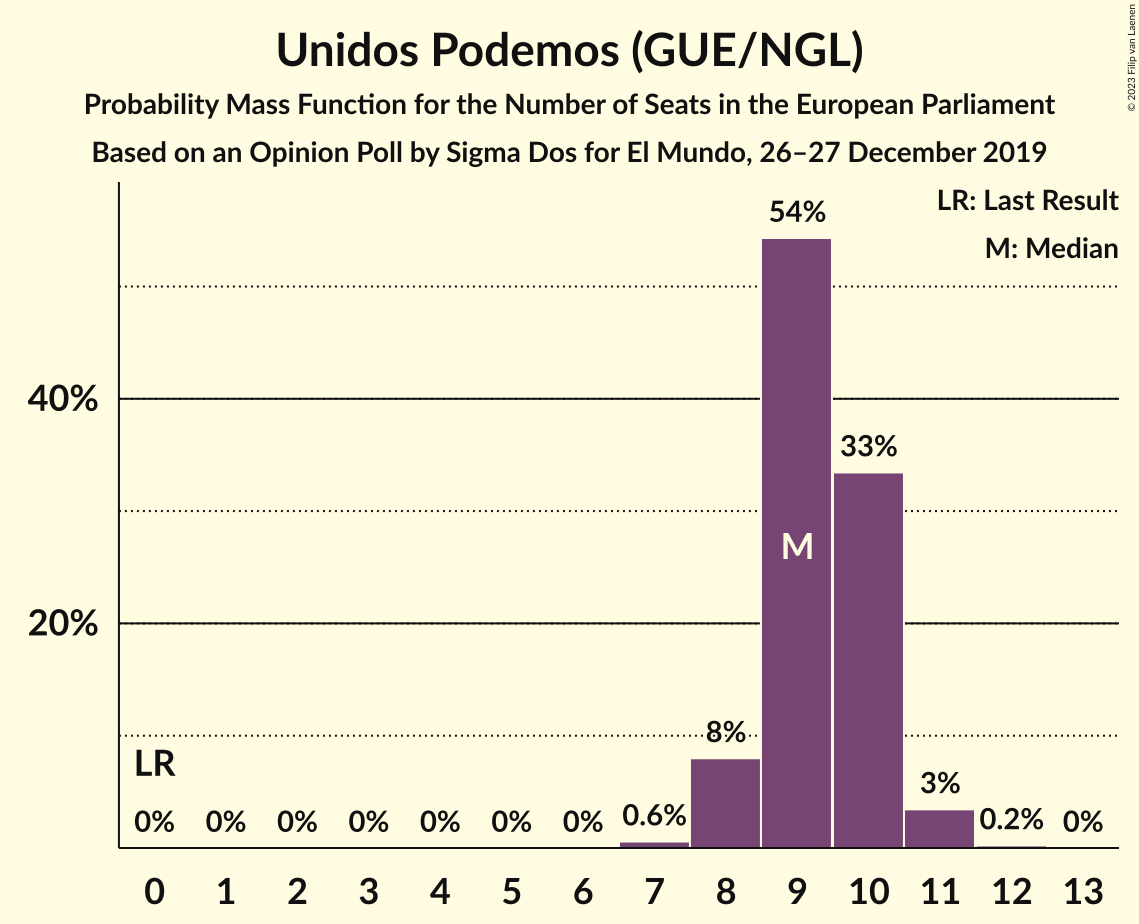 Unidos Podemos (GUE/NGL)
Probability Mass Function for the Number of Seats in the European Parliament
Based on an Opinion Poll by Sigma Dos for El Mundo, 26–27 December 2019
© 2023 Filip van Laenen
LR: Last Result
M: Median
54%
40%
33%
M
20%
8%
LR
3%
0% 0% 0% 0% 0% 0% 0% 0.6% 0.2% 0%
0 1 2 3 4 5 6 7 8 9 10 11 12 13